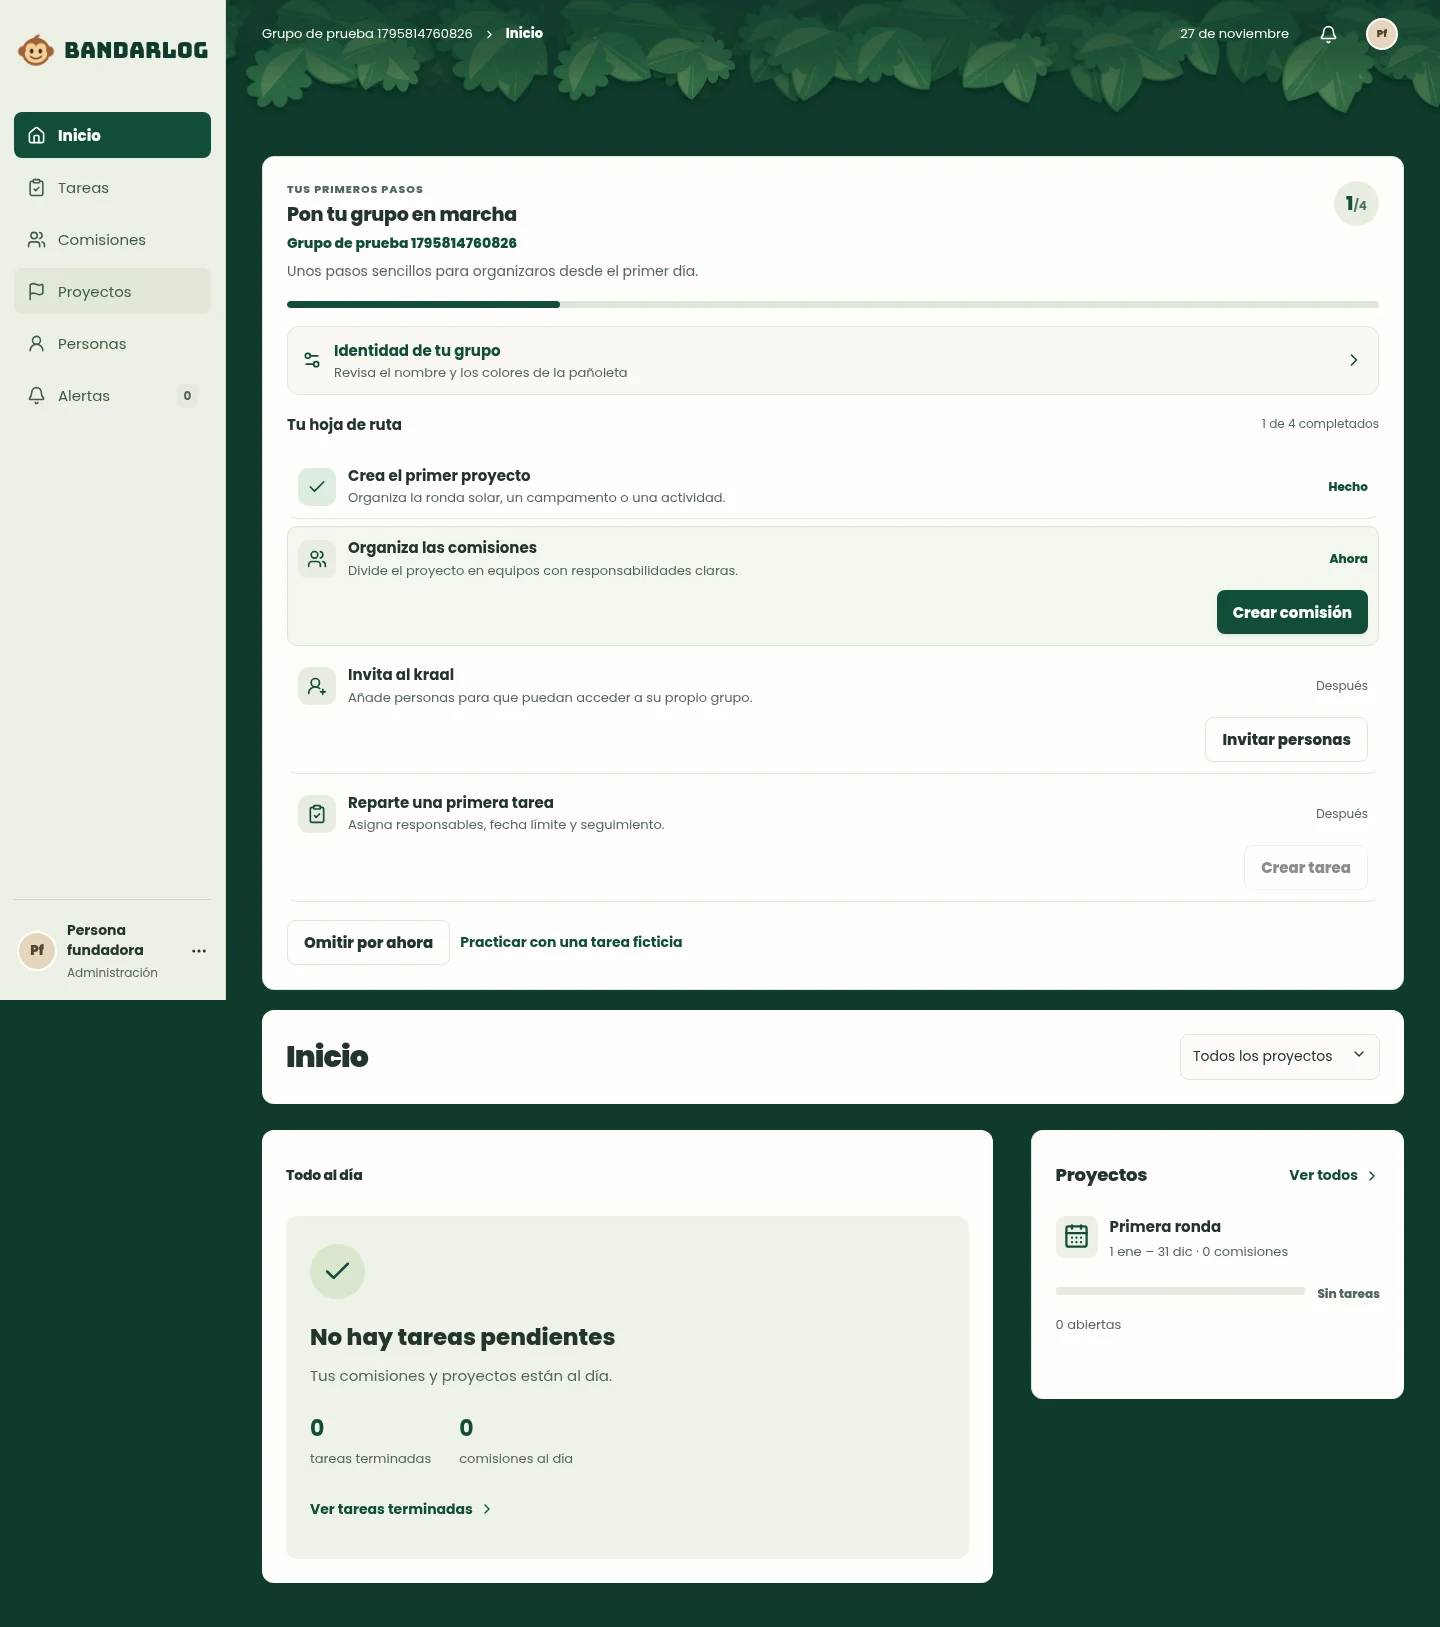 BANDARLOG
Inicio
Tareas
Comisiones
Proyectos
Personas
Alertas 0
Pf
Persona
fundadora
Administración
Grupo de prueba 1795814760826 > Inicio
27 de noviembre
Pf
TUS PRIMEROS PASOS
Pon tu grupo en marcha
1/4
Grupo de prueba 1795814760826
Unos pasos sencillos para organizaros desde el primer día.
Identidad de tu grupo
Revisa el nombre y los colores de la pañoleta
Tu hoja de ruta
1 de 4 completados
Crea el primer proyecto
Organiza la ronda solar, un campamento o una actividad.
Hecho
Organiza las comisiones
Divide el proyecto en equipos con responsabilidades claras.
Ahora
Crear comisión
Invita al kraal
Añade personas para que puedan acceder a su propio grupo.
Después
Invitar personas
Reparte una primera tarea
Asigna responsables, fecha límite y seguimiento.
Después
Crear tarea
Omitir por ahora
Practicar con una tarea ficticia
Inicio
Todos los proyectos
Todo al día
No hay tareas pendientes
Tus comisiones y proyectos están al día.
0
tareas terminadas
0
comisiones al día
Ver tareas terminadas
Proyectos
Ver todos
Primera ronda
1 ene – 31 dic · 0 comisiones
Sin tareas
0 abiertas